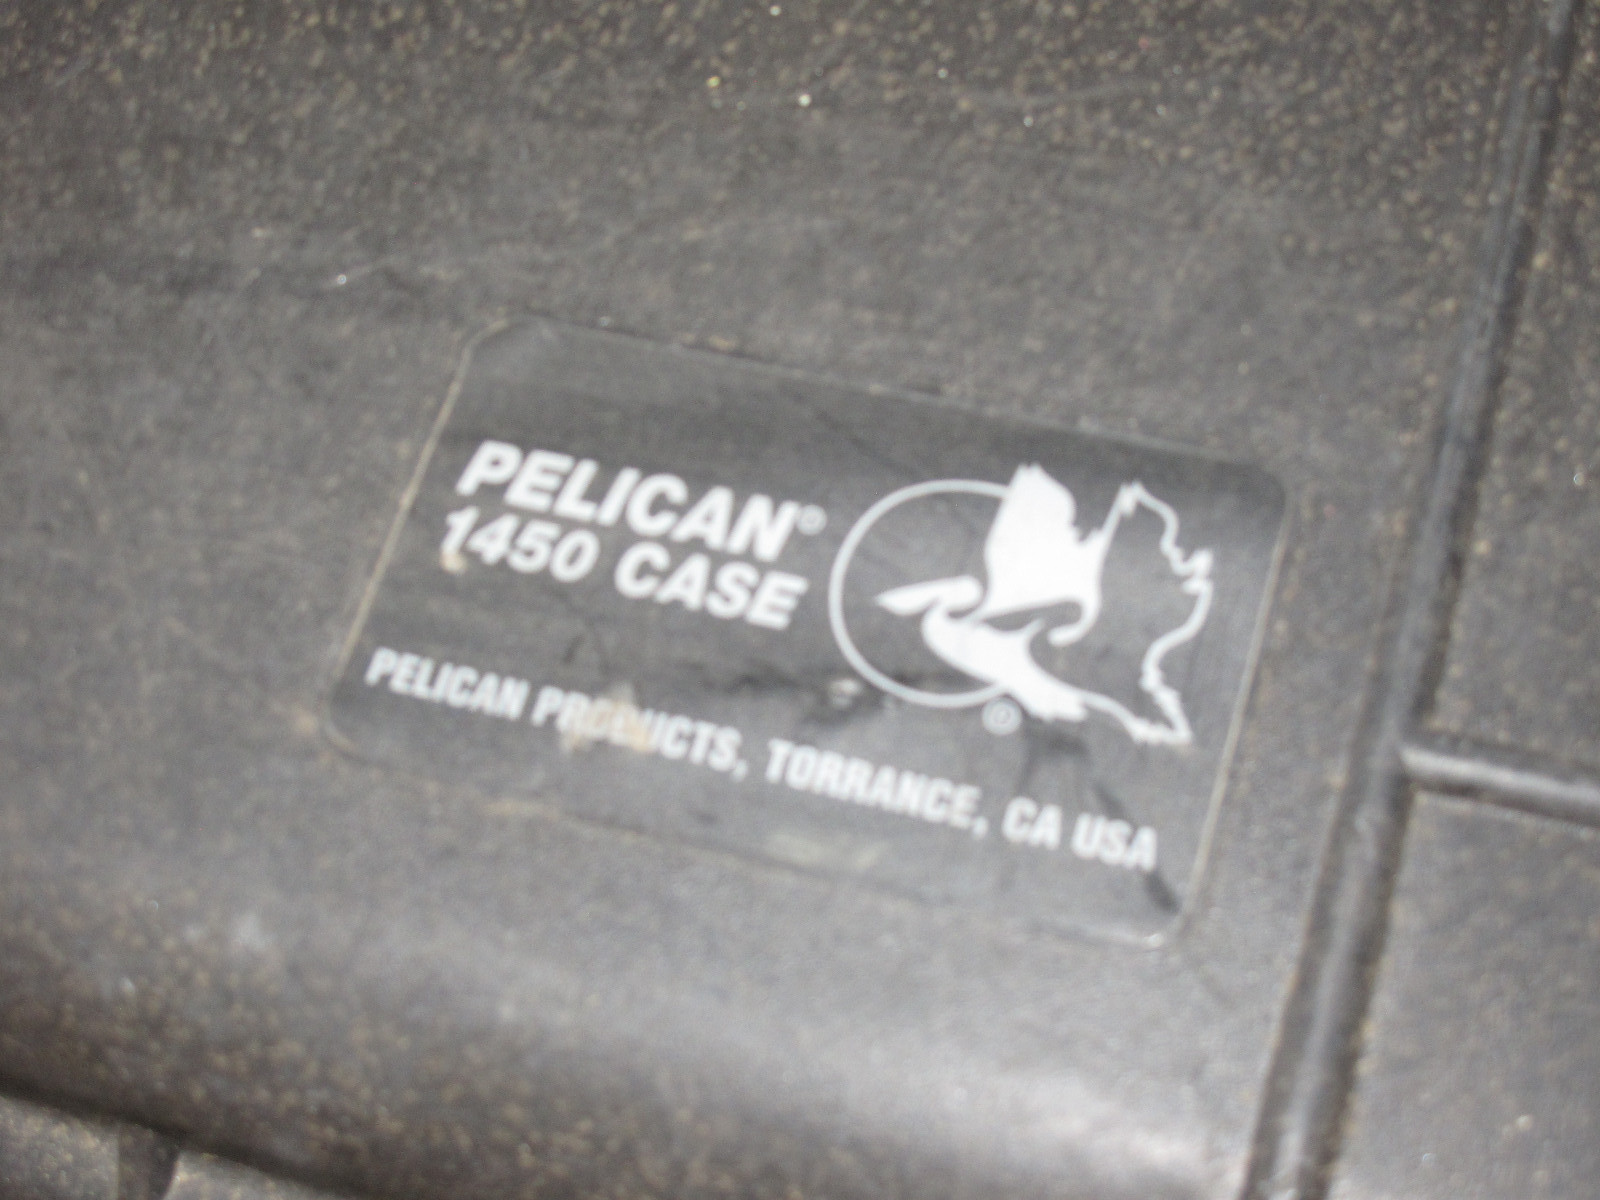 PELICAN®
1450 CASE
PELICAN PRODUCTS, TORRANCE, CA USA